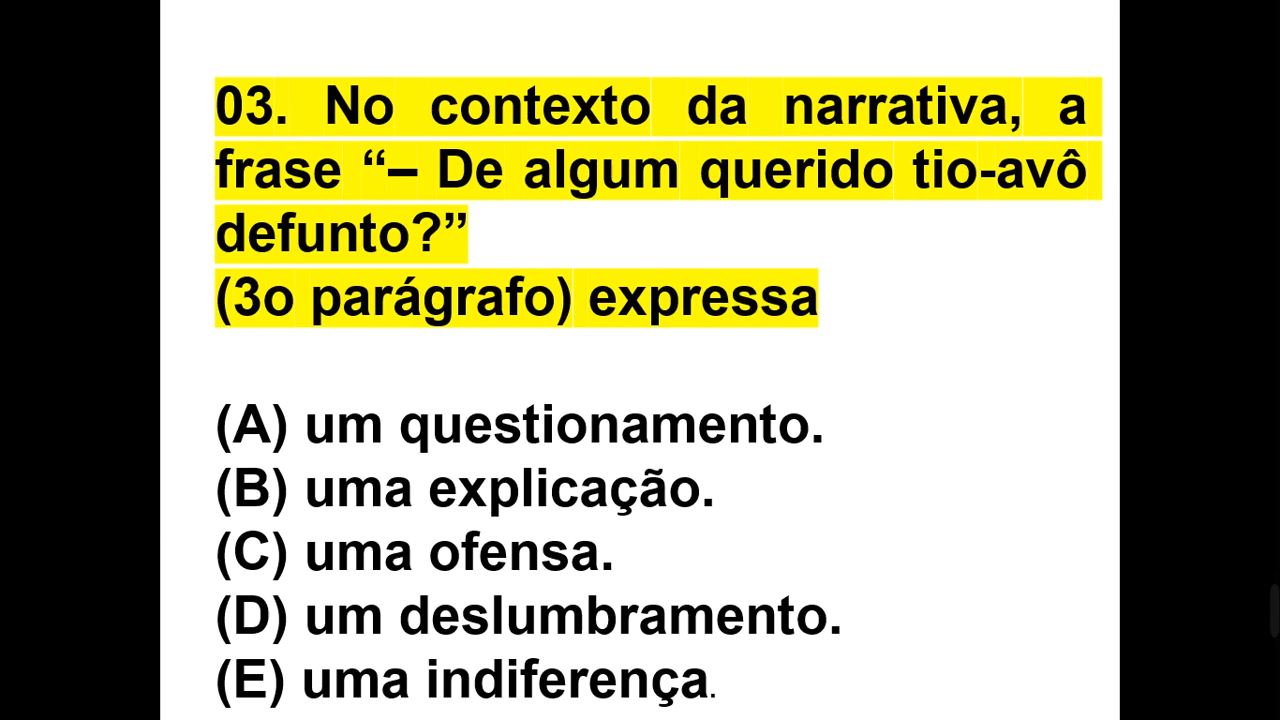 03. No contexto da narrativa, a
frase “– De algum querido tio-avô
defunto?”
(3o parágrafo) expressa
(A) um questionamento.
(B) uma explicação.
(C) uma ofensa.
(D) um deslumbramento.
(E) uma indiferença.